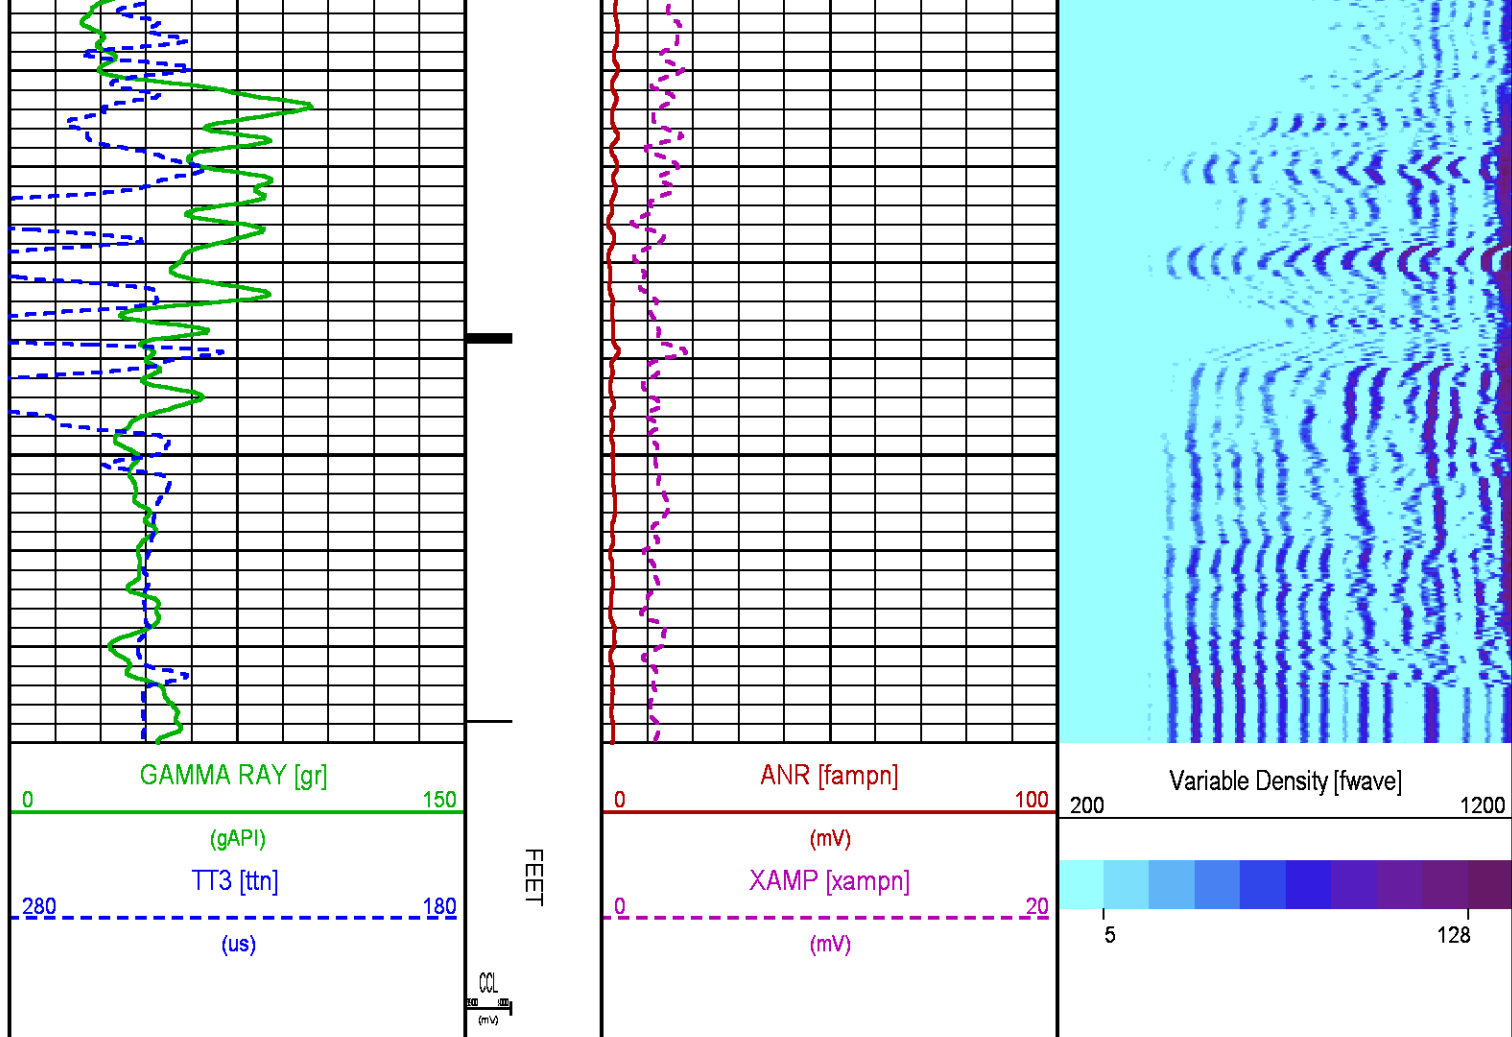 GAMMA RAY [gr]
0 150
(gAPI)
TT3 [ttn]
280 180
(us)
FEET
CCL
(mV)
ANR [fampn]
0 100
(mV)
XAMP [xampn]
0 20
(mV)
Variable Density [fwave]
200 1200
5 128